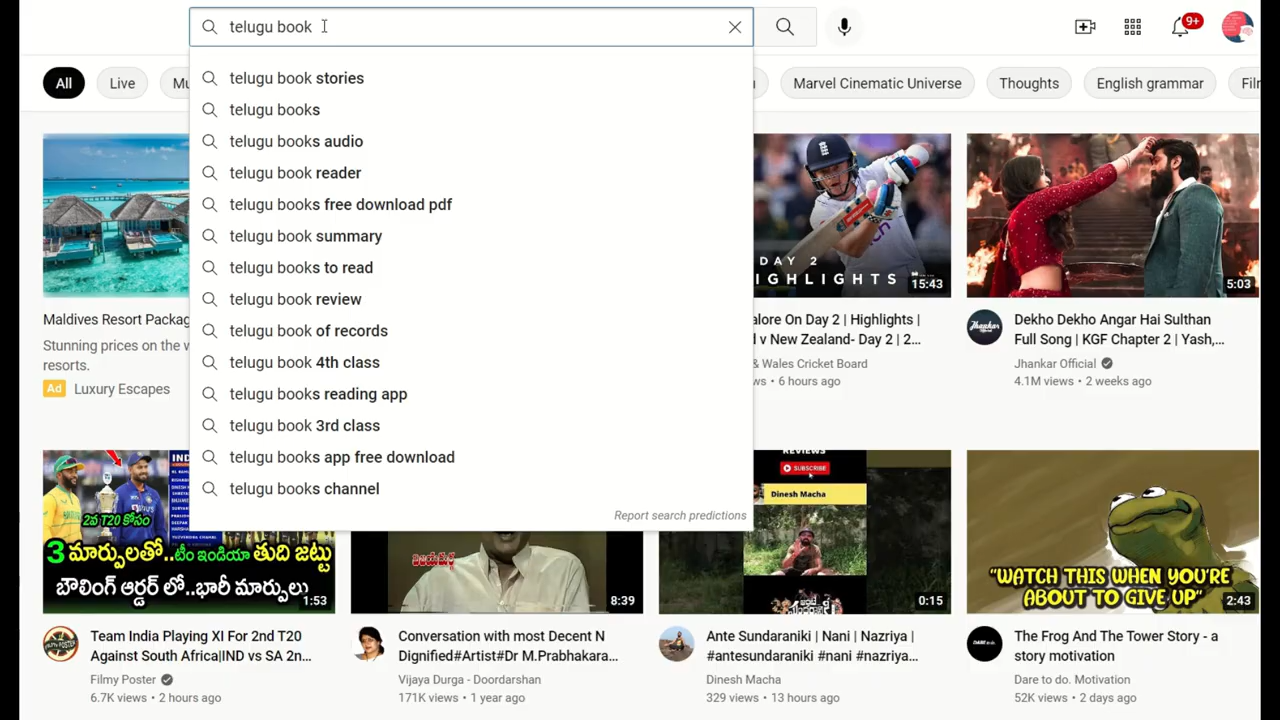 telugu book
9+
All
Live
Mu
Marvel Cinematic Universe
Thoughts
English grammar
Fil
telugu book stories
telugu books
telugu books audio
telugu book reader
telugu books free download pdf
telugu book summary
telugu books to read
telugu book review
telugu book of records
telugu book 4th class
telugu books reading app
telugu book 3rd class
telugu books app free download
telugu books channel
Report search predictions
DAY 2
IGHLIGHTS
15:43
5:03
Maldives Resort Packag
Stunning prices on the w
resorts.
Ad Luxury Escapes
alore On Day 2 | Highlights |
l v New Zealand- Day 2 | 2...
& Wales Cricket Board
ws • 6 hours ago
Jhankar
Dekho Dekho Angar Hai Sulthan
Full Song | KGF Chapter 2 | Yash,...
Jhankar Official
4.1M views • 2 weeks ago
IND
2వ T20 కోసం
3 మార్పులతో..టీం ఇండియా తుది జట్టు
బౌలింగ్ ఆర్డర్ లో..భారీ మార్పులు
1:53
8:39
REVIEWS
SUBSCRIBE
Dinesh Macha
0:15
"WATCH THIS WHEN YOU'RE
ABOUT TO GIVE UP"
2:43
Team India Playing XI For 2nd T20
Against South Africa|IND vs SA 2n...
Filmy Poster
6.7K views • 2 hours ago
Conversation with most Decent N
Dignified#Artist#Dr M.Prabhakara...
Vijaya Durga - Doordarshan
171K views • 1 year ago
Ante Sundaraniki | Nani | Nazriya |
#antesundaraniki #nani #nazriya...
Dinesh Macha
329 views • 13 hours ago
The Frog And The Tower Story - a
story motivation
Dare to do. Motivation
52K views • 2 days ago